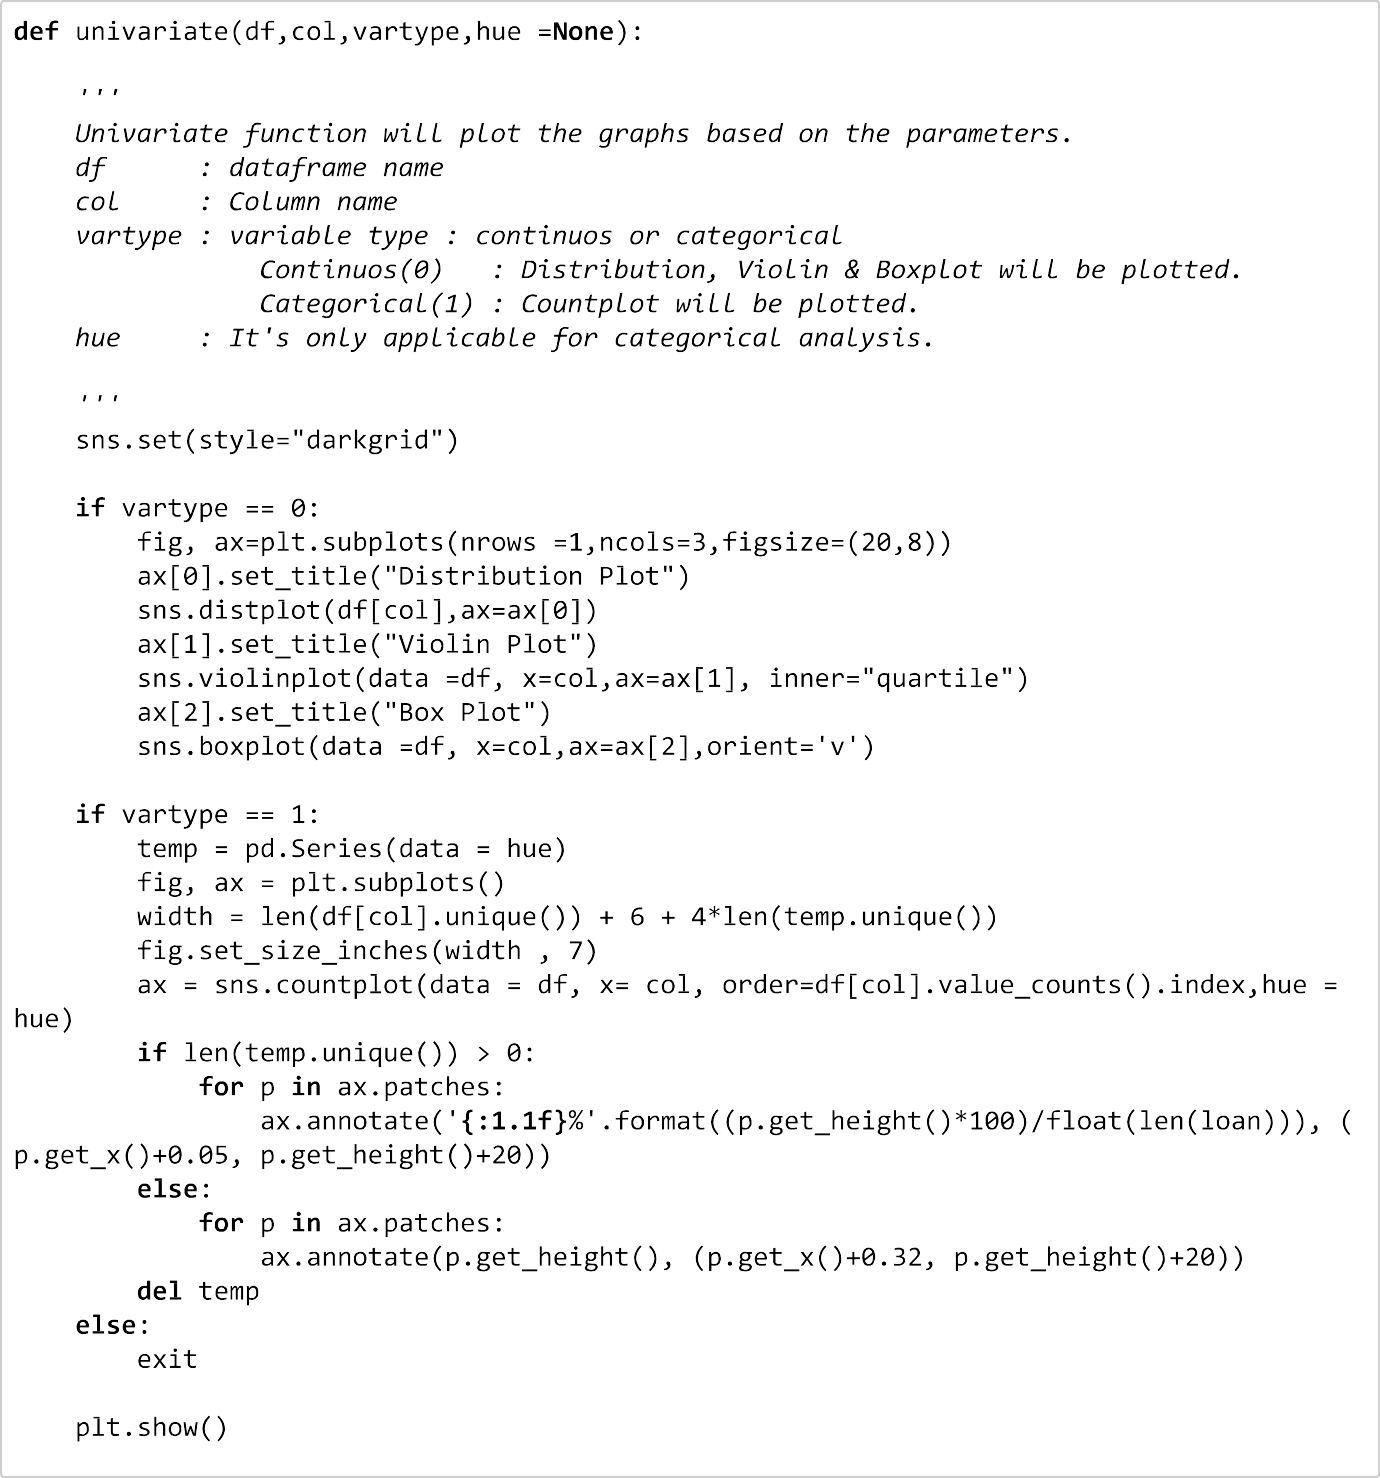 def univariate(df,col,vartype,hue =None):
    '''
    Univariate function will plot the graphs based on the parameters.
    df      : dataframe name
    col     : Column name
    vartype : variable type : continuos or categorical
                Continuos(0)   : Distribution, Violin & Boxplot will be plotted.
                Categorical(1) : Countplot will be plotted.
    hue     : It's only applicable for categorical analysis.
    '''
    sns.set(style="darkgrid")
    if vartype == 0:
        fig, ax=plt.subplots(nrows =1,ncols=3,figsize=(20,8))
        ax[0].set_title("Distribution Plot")
        sns.distplot(df[col],ax=ax[0])
        ax[1].set_title("Violin Plot")
        sns.violinplot(data =df, x=col,ax=ax[1], inner="quartile")
        ax[2].set_title("Box Plot")
        sns.boxplot(data =df, x=col,ax=ax[2],orient='v')
    if vartype == 1:
        temp = pd.Series(data = hue)
        fig, ax = plt.subplots()
        width = len(df[col].unique()) + 6 + 4*len(temp.unique())
        fig.set_size_inches(width , 7)
        ax = sns.countplot(data = df, x= col, order=df[col].value_counts().index,hue =
hue)
        if len(temp.unique()) > 0:
            for p in ax.patches:
                ax.annotate('{:1.1f}%'.format((p.get_height()*100)/float(len(loan))), (
p.get_x()+0.05, p.get_height()+20))
        else:
            for p in ax.patches:
                ax.annotate(p.get_height(), (p.get_x()+0.32, p.get_height()+20))
        del temp
    else:
        exit
    plt.show()